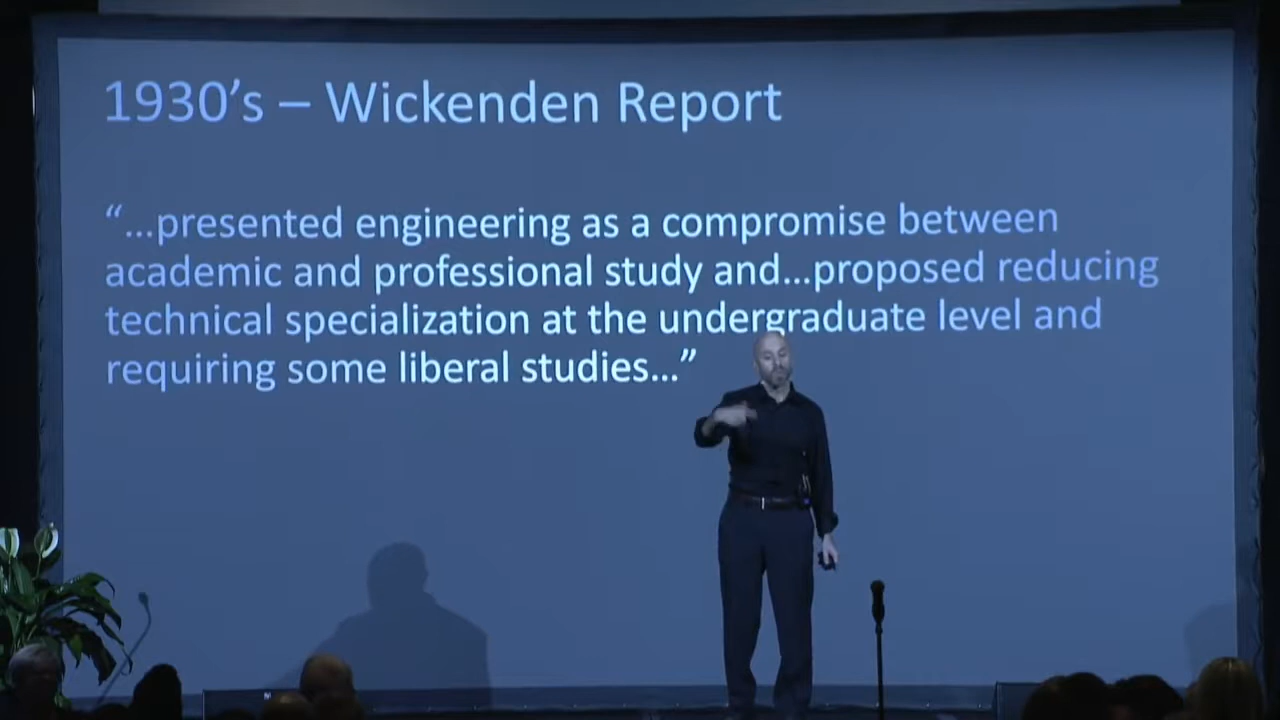 1930’s – Wickenden Report
“...presented engineering as a compromise between
academic and professional study and...proposed reducing
technical specialization at the undergraduate level and
requiring some liberal studies...”